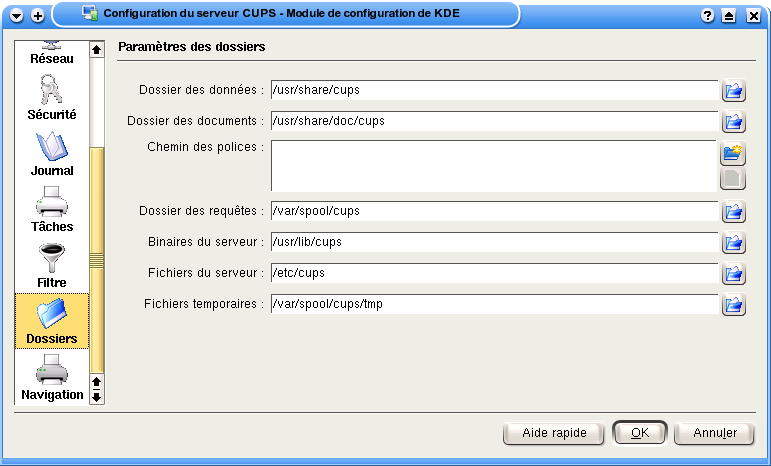 Configuration du serveur CUPS - Module de configuration de KDE
Réseau
Sécurité
Journal
Tâches
Filtre
Dossiers
Navigation
Paramètres des dossiers
Dossier des données : /usr/share/cups
Dossier des documents : /usr/share/doc/cups
Chemin des polices :
Dossier des requêtes : /var/spool/cups
Binaires du serveur : /usr/lib/cups
Fichiers du serveur : /etc/cups
Fichiers temporaires : /var/spool/cups/tmp
Aide rapide OK Annuler